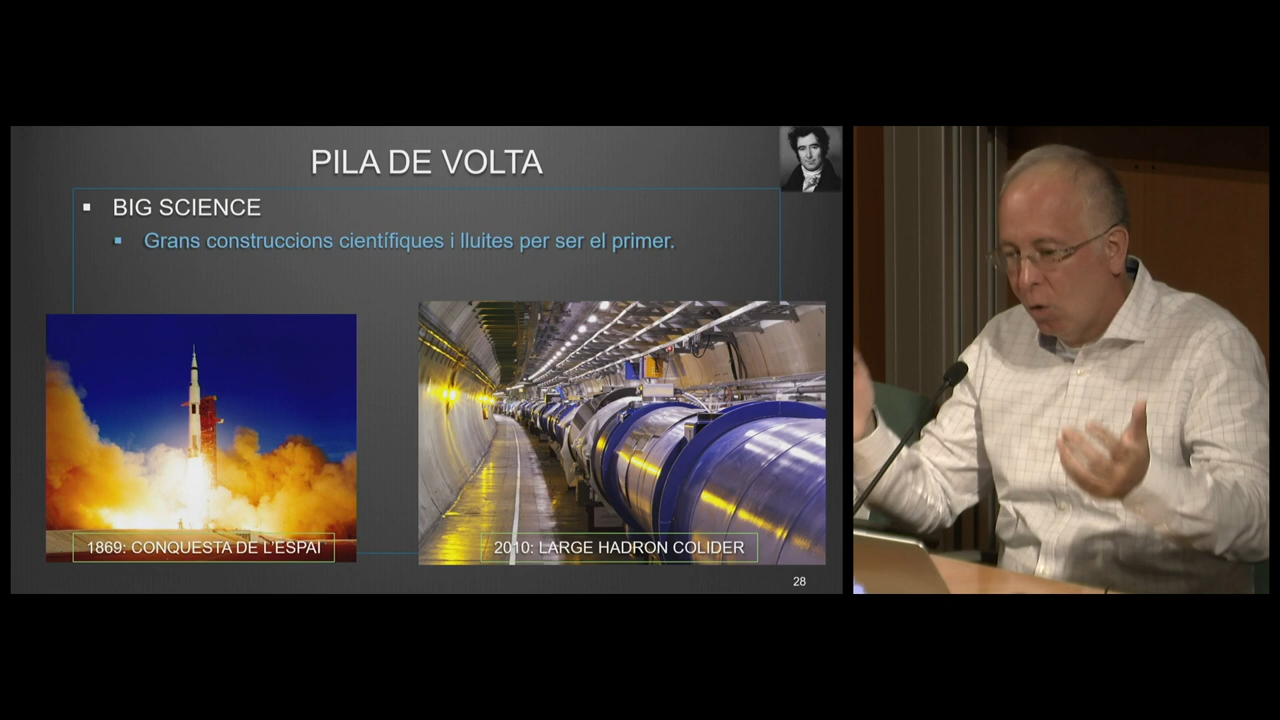 PILA DE VOLTA
BIG SCIENCE
Grans construccions científiques i lluites per ser el primer.
1869: CONQUESTA DE L'ESPAI
2010: LARGE HADRON COLIDER
28